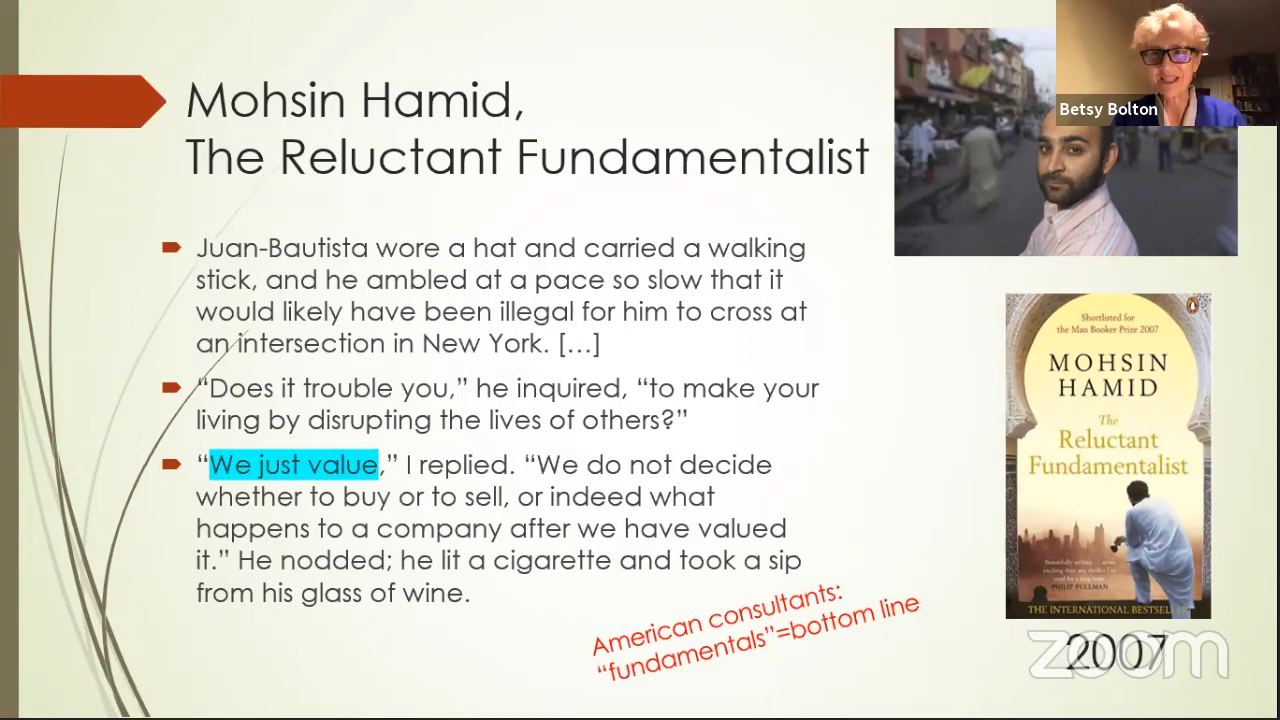 Betsy Bolton
Mohsin Hamid,
The Reluctant Fundamentalist
Juan-Bautista wore a hat and carried a walking
stick, and he ambled at a pace so slow that it
would likely have been illegal for him to cross at
an intersection in New York. […]
“Does it trouble you,” he inquired, “to make your
living by disrupting the lives of others?”
“We just value,” I replied. “We do not decide
whether to buy or to sell, or indeed what
happens to a company after we have valued
it.” He nodded; he lit a cigarette and took a sip
from his glass of wine.
American consultants:
“fundamentals”=bottom line
Shortlisted for
the Man Booker Prize 2007
MOHSIN
HAMID
The
Reluctant
Fundamentalist
PHILIP PULLMAN
THE INTERNATIONAL
2007
zoom